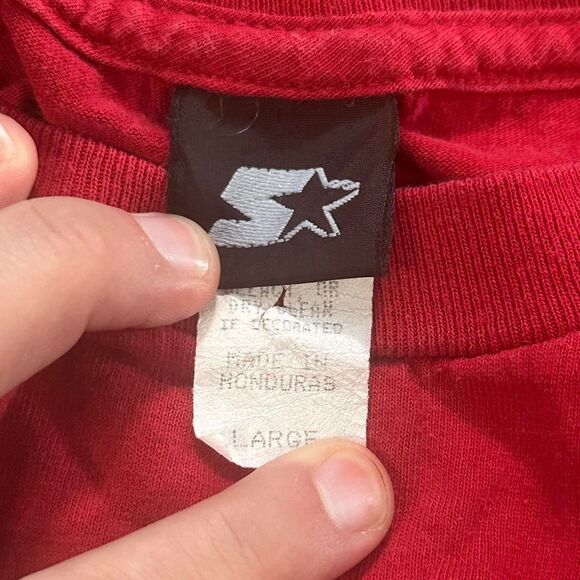 DRY CLEAN
IF DECORATED
MADE IN
HONDURAS
LARGE